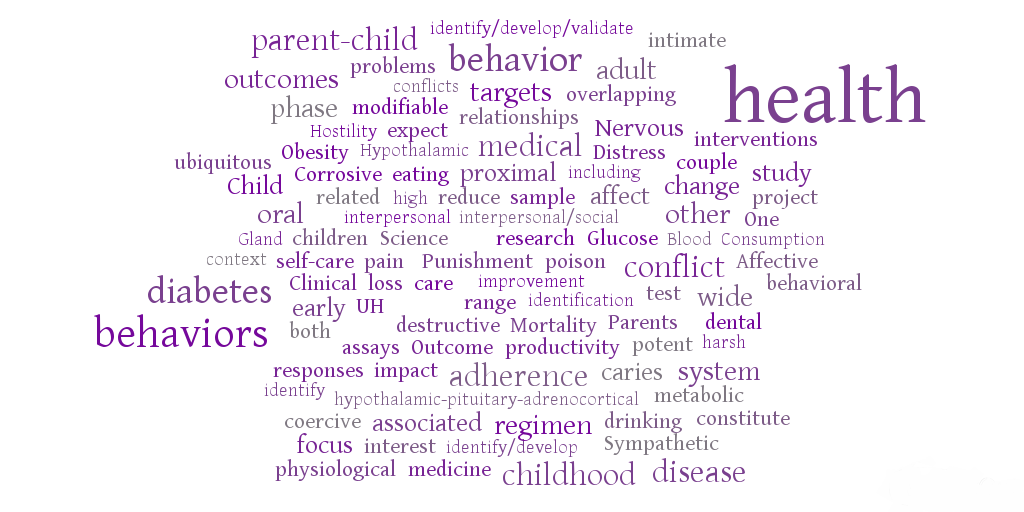 parent-child identify/develop/validate intimate
outcomes problems behavior adult health
phase conflicts modifiable targets overlapping
Hostility expect relationships Nervous interventions
ubiquitous Obesity Hypothalamic medical Distress couple
Child Corrosive eating proximal including change study
related high reduce sample affect project
oral interpersonal interpersonal/social other One
Gland children Science research Glucose Blood Consumption
context self-care pain Punishment poison conflict Affective
diabetes Clinical loss care improvement behavioral
early UH range identification test wide
behaviors both destructive Mortality Parents dental
assays Outcome productivity potent harsh
responses impact adherence caries system
identify hypothalamic-pituitary-adrenocortical metabolic
coercive associated regimen drinking constitute
focus interest identify/develop Sympathetic
physiological medicine childhood disease